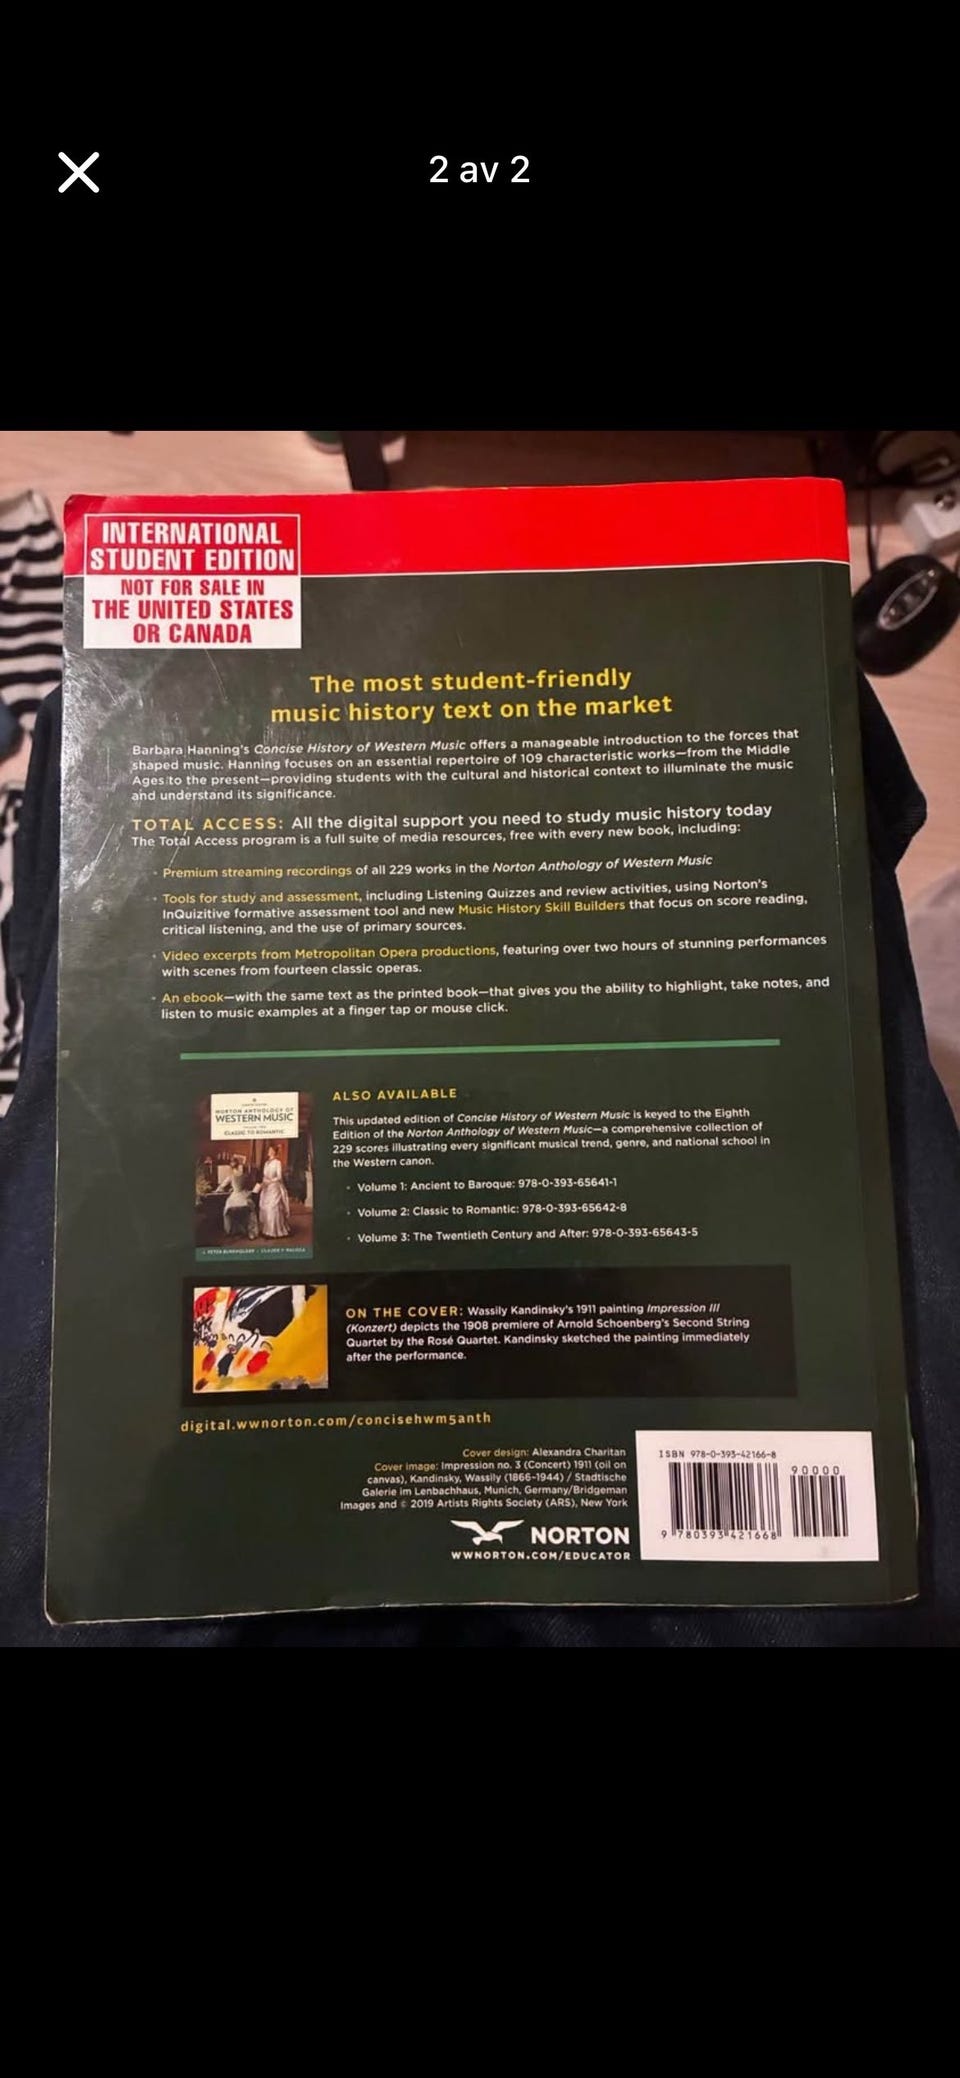 2 av 2
INTERNATIONAL
STUDENT EDITION
NOT FOR SALE IN
THE UNITED STATES
OR CANADA
The most student-friendly
music history text on the market
Barbara Hanning's Concise History of Western Music offers a manageable introduction to the forces that
shaped music. Hanning focuses on an essential repertoire of 109 characteristic works—from the Middle
Ages to the present—providing students with the cultural and historical context to illuminate the music
and understand its significance.
TOTAL ACCESS: All the digital support you need to study music history today
The Total Access program is a full suite of media resources, free with every new book, including:
• Premium streaming recordings of all 229 works in the Norton Anthology of Western Music
• Tools for study and assessment, including Listening Quizzes and review activities, using Norton's
InQuizitive formative assessment tool and new Music History Skill Builders that focus on score reading,
critical listening, and the use of primary sources.
• Video excerpts from Metropolitan Opera productions, featuring over two hours of stunning performances
with scenes from fourteen classic operas.
• An ebook—with the same text as the printed book—that gives you the ability to highlight, take notes, and
listen to music examples at a finger tap or mouse click.
NORTON ANTHOLOGY OF
WESTERN MUSIC
CLASSIC TO ROMANTIC
J. PETER BURKHOLDER • CLAUDE V. PALISCA
ALSO AVAILABLE
This updated edition of Concise History of Western Music is keyed to the Eighth
Edition of the Norton Anthology of Western Music—a comprehensive collection of
229 scores illustrating every significant musical trend, genre, and national school in
the Western canon.
• Volume 1: Ancient to Baroque: 978-0-393-65641-1
• Volume 2: Classic to Romantic: 978-0-393-65642-8
• Volume 3: The Twentieth Century and After: 978-0-393-65643-5
ON THE COVER: Wassily Kandinsky's 1911 painting Impression III
(Konzert) depicts the 1908 premiere of Arnold Schoenberg's Second String
Quartet by the Rosé Quartet. Kandinsky sketched the painting immediately
after the performance.
digital.wwnorton.com/concisehwm5anth
Cover design: Alexandra Charitan
Cover image: Impression no. 3 (Concert) 1911 (oil on
canvas), Kandinsky, Wassily (1866-1944) / Stadtische
Galerie im Lenbachhaus, Munich, Germany/Bridgeman
Images and © 2019 Artists Rights Society (ARS), New York
NORTON
WWNORTON.COM/EDUCATOR
ISBN 978-0-393-42166-8
90000
9 780393 421668